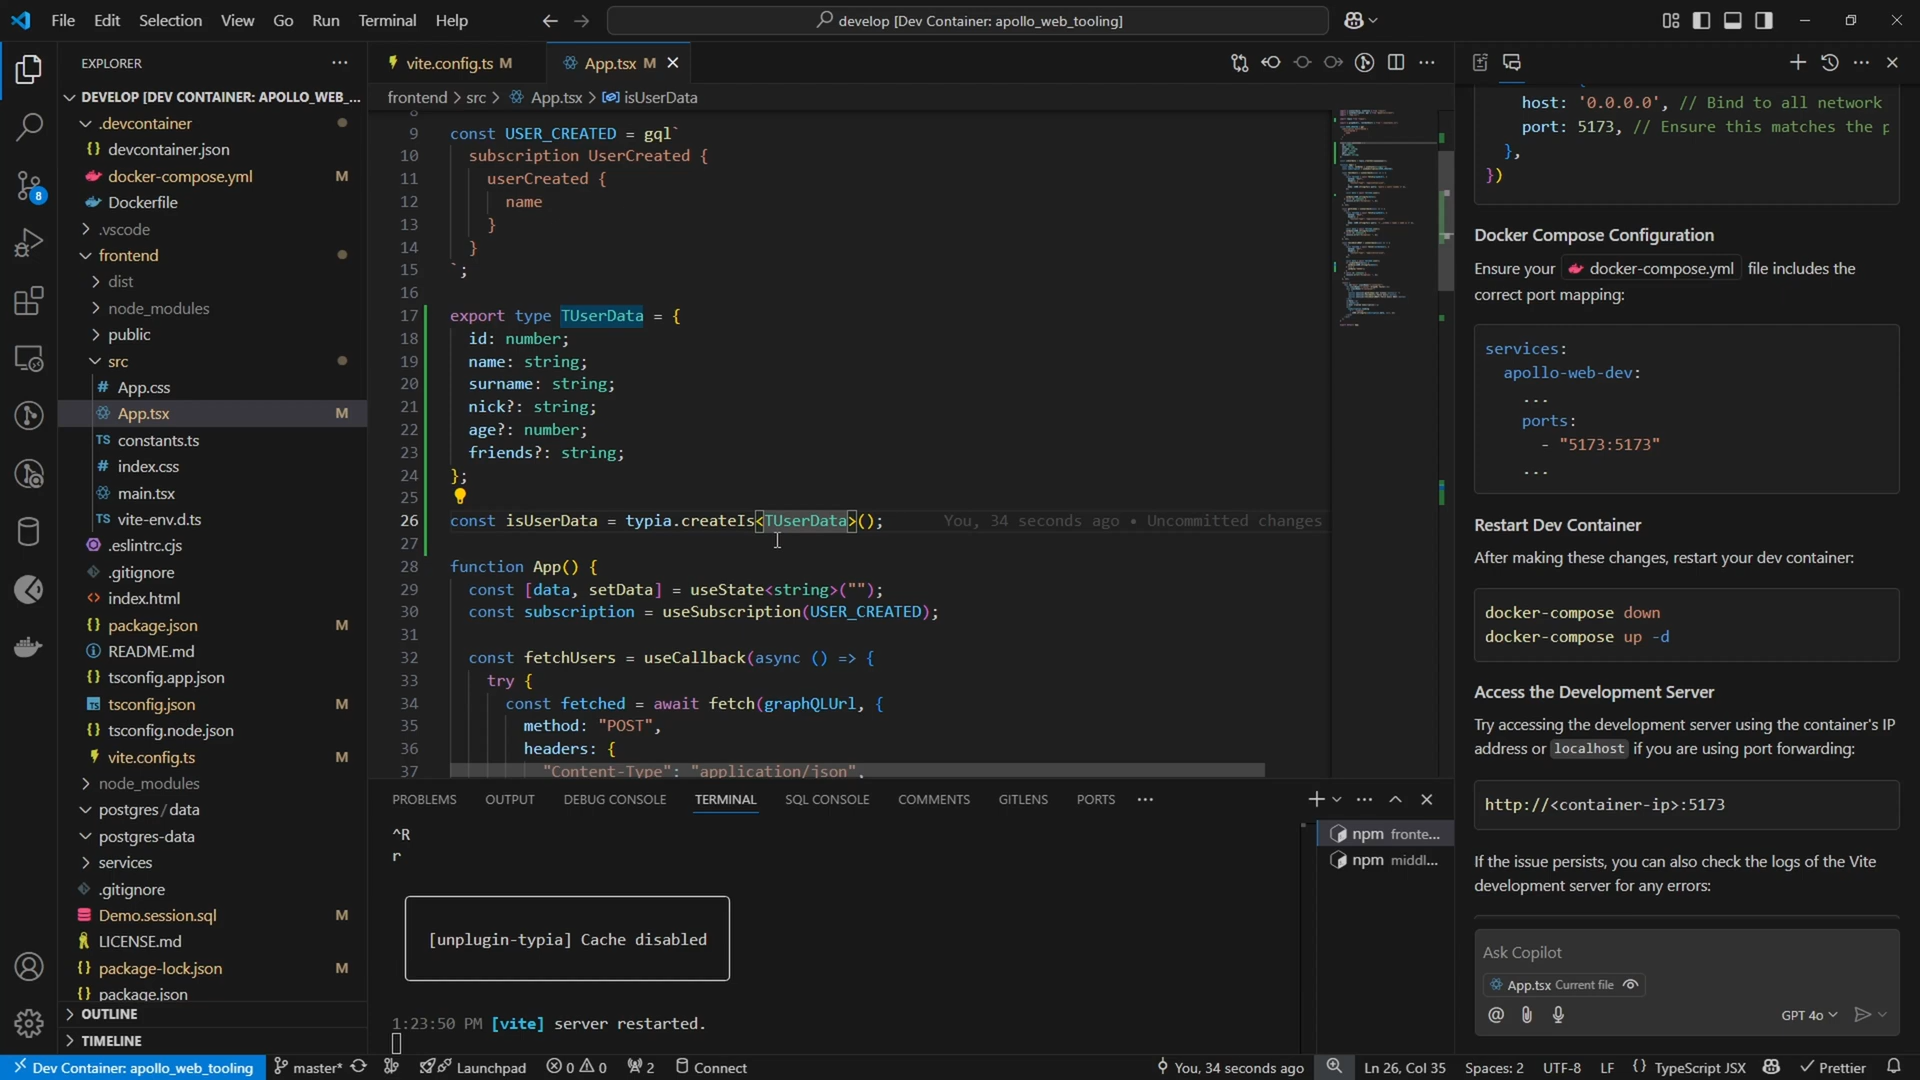 File Edit Selection View Go Run Terminal Help
develop [Dev Container: apollo_web_tooling]
EXPLORER
DEVELOP [DEV CONTAINER: APOLLO_WEB_...
.devcontainer
devcontainer.json
docker-compose.yml M
Dockerfile
.vscode
frontend
dist
node_modules
public
src
App.css
App.tsx M
TS constants.ts
index.css
main.tsx
TS vite-env.d.ts
.eslintrc.cjs
.gitignore
index.html
package.json M
README.md
tsconfig.app.json
tsconfig.json M
tsconfig.node.json
vite.config.ts M
node_modules
postgres / data
postgres-data
services
.gitignore
Demo.session.sql M
LICENSE.md
package-lock.json M
package.json
OUTLINE
TIMELINE
8
vite.config.ts M
App.tsx M
frontend > src > App.tsx > isUserData
8
9 const USER_CREATED = gql`
10 subscription UserCreated {
11 userCreated {
12 name
13 }
14 }
15 `;
16
17 export type TUserData = {
18 id: number;
19 name: string;
20 surname: string;
21 nick?: string;
22 age?: number;
23 friends?: string;
24 };
25
26 const isUserData = typia.createIs<TUserData>(); You, 34 seconds ago • Uncommitted changes
27
28 function App() {
29 const [data, setData] = useState<string>("");
30 const subscription = useSubscription(USER_CREATED);
31
32 const fetchUsers = useCallback(async () => {
33 try {
34 const fetched = await fetch(graphQLUrl, {
35 method: "POST",
36 headers: {
37 "Content-Type": "application/json",
PROBLEMS OUTPUT DEBUG CONSOLE TERMINAL SQL CONSOLE COMMENTS GITLENS PORTS
^R
r
[unplugin-typia] Cache disabled
1:23:50 PM [vite] server restarted.
npm fronte...
npm middl...
{
host: '0.0.0.0', // Bind to all network
port: 5173, // Ensure this matches the p
},
})
Docker Compose Configuration
Ensure your docker-compose.yml file includes the
correct port mapping:
services:
apollo-web-dev:
...
ports:
- "5173:5173"
...
Restart Dev Container
After making these changes, restart your dev container:
docker-compose down
docker-compose up -d
Access the Development Server
Try accessing the development server using the container's IP
address or localhost if you are using port forwarding:
http://<container-ip>:5173
If the issue persists, you can also check the logs of the Vite
development server for any errors:
Ask Copilot
App.tsx Current file
GPT 4o
Dev Container: apollo_web_tooling master* Launchpad 0 0 2 Connect You, 34 seconds ago Ln 26, Col 35 Spaces: 2 UTF-8 LF {} TypeScript JSX Prettier